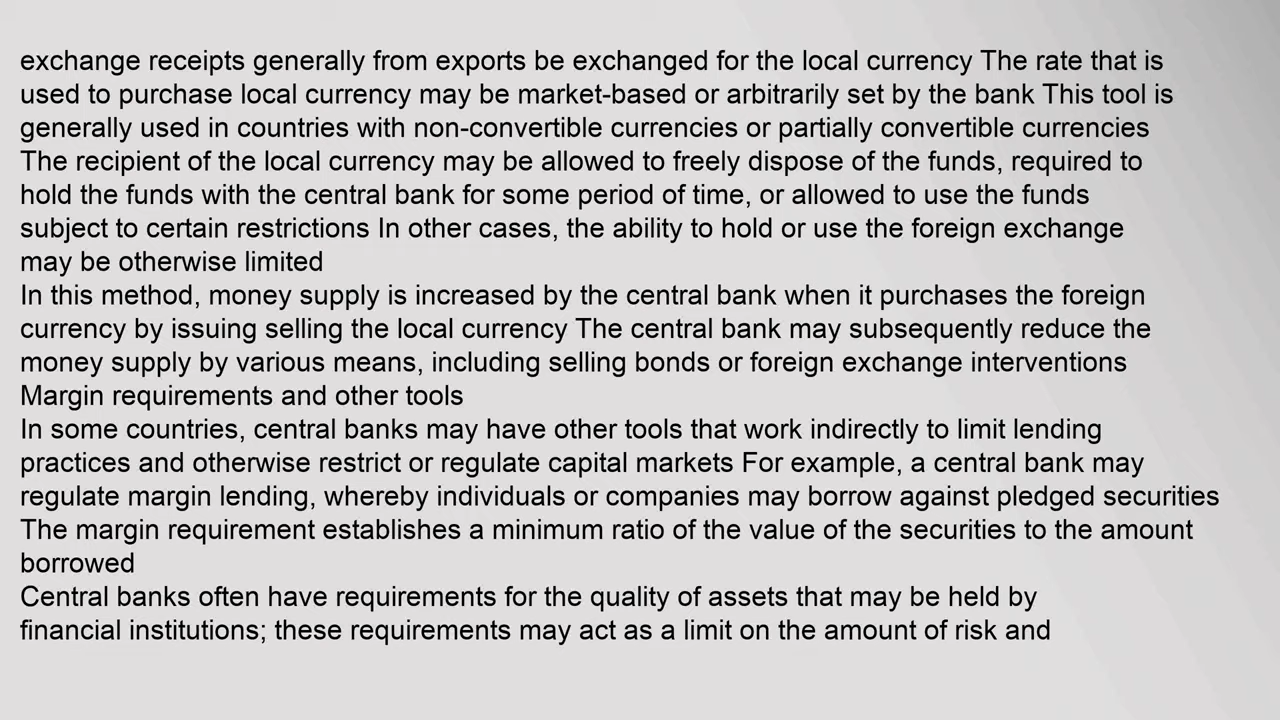 exchange receipts generally from exports be exchanged for the local currency The rate that is
used to purchase local currency may be market-based or arbitrarily set by the bank This tool is
generally used in countries with non-convertible currencies or partially convertible currencies
The recipient of the local currency may be allowed to freely dispose of the funds, required to
hold the funds with the central bank for some period of time, or allowed to use the funds
subject to certain restrictions In other cases, the ability to hold or use the foreign exchange
may be otherwise limited
In this method, money supply is increased by the central bank when it purchases the foreign
currency by issuing selling the local currency The central bank may subsequently reduce the
money supply by various means, including selling bonds or foreign exchange interventions
Margin requirements and other tools
In some countries, central banks may have other tools that work indirectly to limit lending
practices and otherwise restrict or regulate capital markets For example, a central bank may
regulate margin lending, whereby individuals or companies may borrow against pledged securities
The margin requirement establishes a minimum ratio of the value of the securities to the amount
borrowed
Central banks often have requirements for the quality of assets that may be held by
financial institutions; these requirements may act as a limit on the amount of risk and